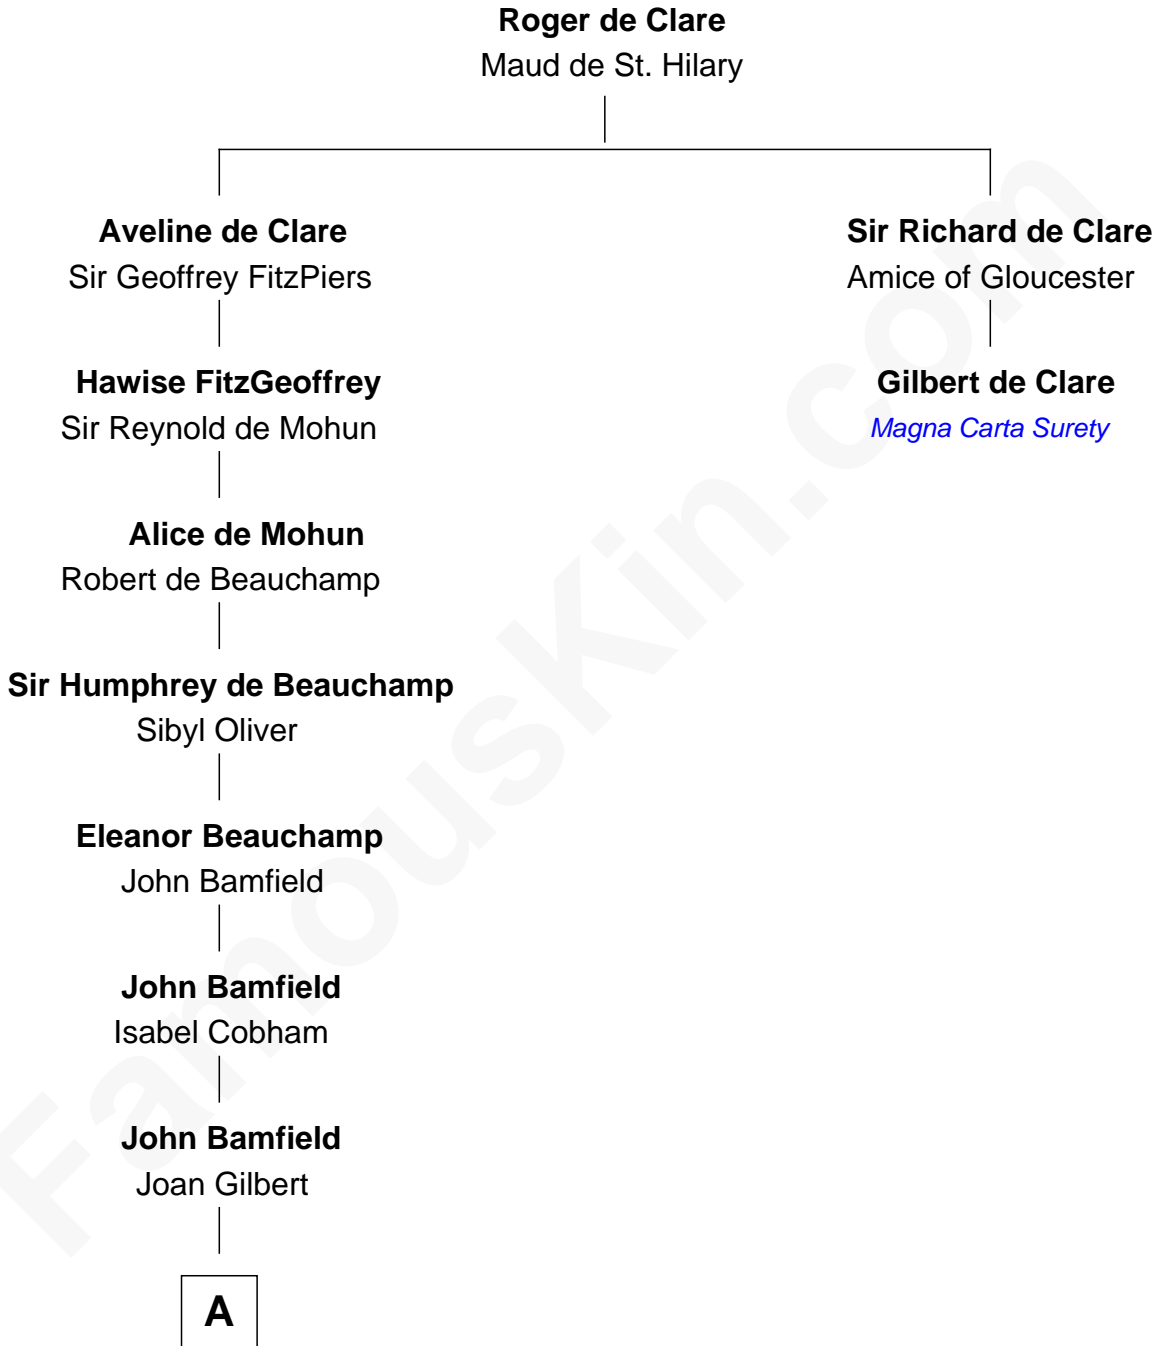 Roger de Clare
Maud de St. Hilary
Aveline de Clare
Sir Geoffrey FitzPiers
Sir Richard de Clare
Amice of Gloucester
Hawise FitzGeoffrey
Sir Reynold de Mohun
Gilbert de Clare
Magna Carta Surety
Alice de Mohun
Robert de Beauchamp
Sir Humphrey de Beauchamp
Sibyl Oliver
Eleanor Beauchamp
John Bamfield
John Bamfield
Isabel Cobham
John Bamfield
Joan Gilbert
A
FamousKin.com